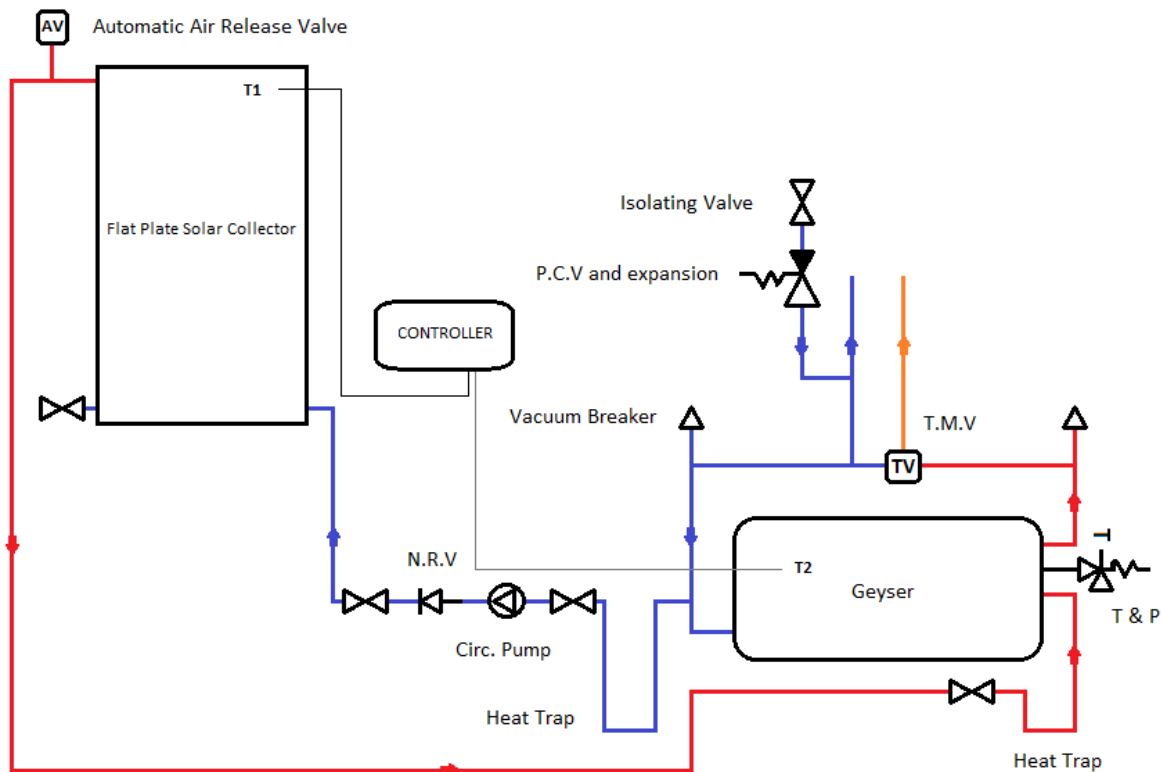 AV
Automatic Air Release Valve
T1
Flat Plate Solar Collector
Isolating Valve
P.C.V and expansion
CONTROLLER
Vacuum Breaker
T.M.V
TV
N.R.V
T2
Geyser
T
T & P
Circ. Pump
Heat Trap
Heat Trap